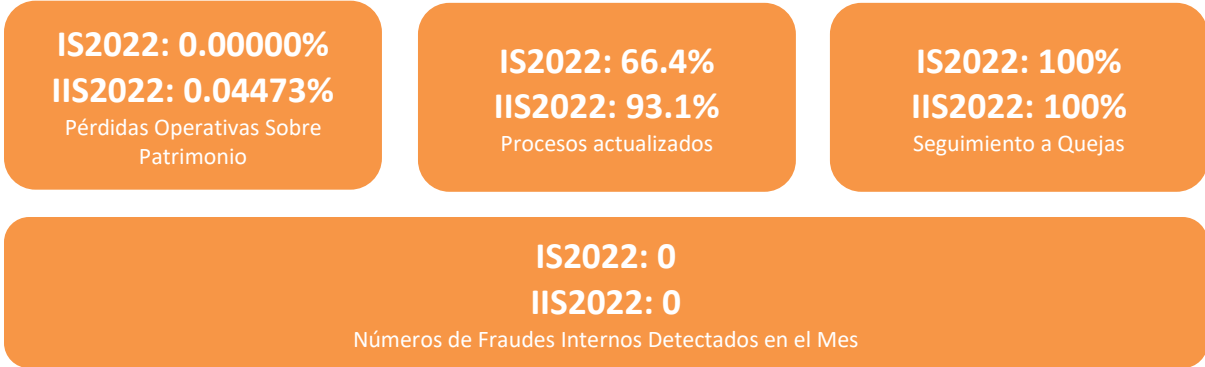 IS2022: 0.00000%
IIS2022: 0.04473%
Pérdidas Operativas Sobre
Patrimonio
IS2022: 66.4%
IIS2022: 93.1%
Procesos actualizados
IS2022: 100%
IIS2022: 100%
Seguimiento a Quejas
IS2022: 0
IIS2022: 0
Números de Fraudes Internos Detectados en el Mes